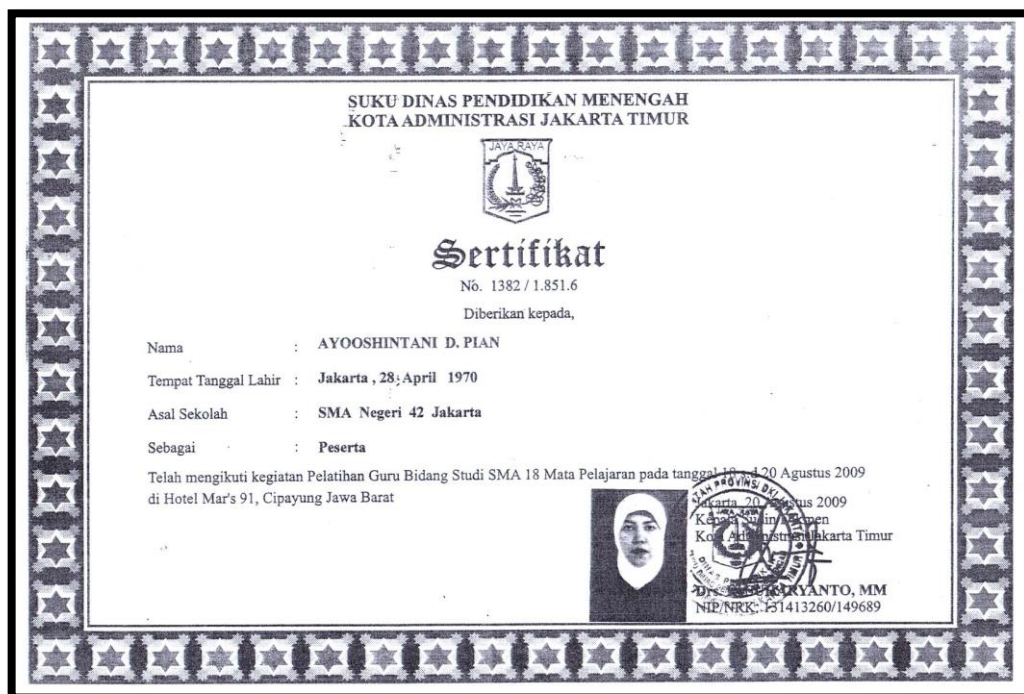 SUKU DINAS PENDIDIKAN MENENGAH
KOTA ADMINISTRASI JAKARTA TIMUR
JAYA RAYA
Sertifikat
No. 1382 / 1.851.6
Diberikan kepada,
Nama : AYOOSHINTANI D. PIAN
Tempat Tanggal Lahir : Jakarta , 28 April 1970
Asal Sekolah : SMA Negeri 42 Jakarta
Sebagai : Peserta
Telah mengikuti kegiatan Pelatihan Guru Bidang Studi SMA 18 Mata Pelajaran pada tanggal s.d 20 Agustus 2009
di Hotel Mar's 91, Cipayung Jawa Barat
Jakarta, 20 Agustus 2009
Kepala
Kota Administrasi Jakarta Timur
Drs. MM
NIP/NRK: 131413260/149689